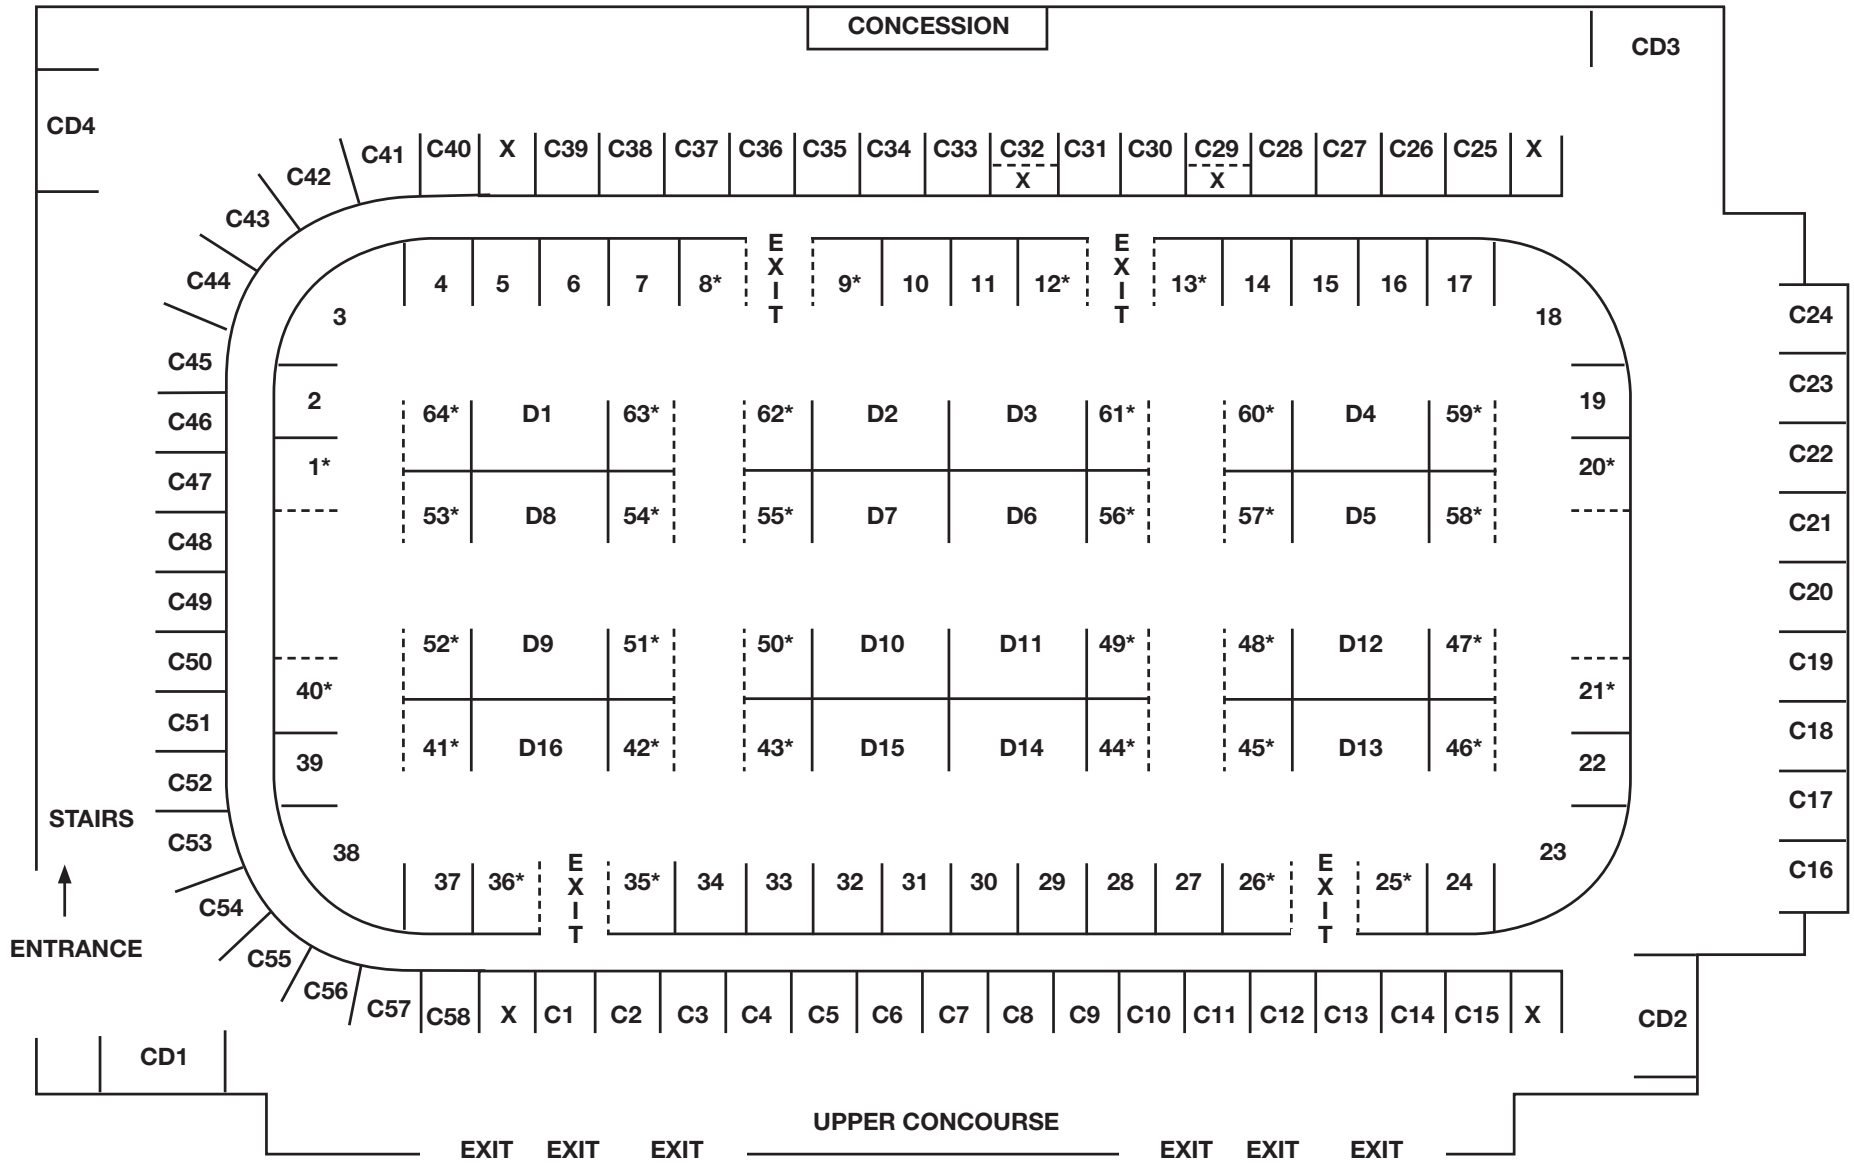 CONCESSION
CD3
CD4
C41 C40 X C39 C38 C37 C36 C35 C34 C33 C32 C31 C30 C29 C28 C27 C26 C25 X
X X
C42
C43
C44
EXIT EXIT
4 5 6 7 8* 9* 10 11 12* 13* 14 15 16 17
3 18
C24
C45
2 19
C23
C46
64* D1 63* 62* D2 D3 61* 60* D4 59*
1* 20*
C22
C47
53* D8 54* 55* D7 D6 56* 57* D5 58*
C21
C48
C20
C49
52* D9 51* 50* D10 D11 49* 48* D12 47*
C50
C19
40* 21*
C51
C18
41* D16 42* 43* D15 D14 44* 45* D13 46*
39 22
C52
C17
STAIRS
C53
38 23
C16
37 36* 35* 34 33 32 31 30 29 28 27 26* 25* 24
EXIT EXIT
C54
ENTRANCE
C55
C56
C57 C58 X C1 C2 C3 C4 C5 C6 C7 C8 C9 C10 C11 C12 C13 C14 C15 X
CD2
CD1
UPPER CONCOURSE
EXIT EXIT EXIT EXIT EXIT EXIT